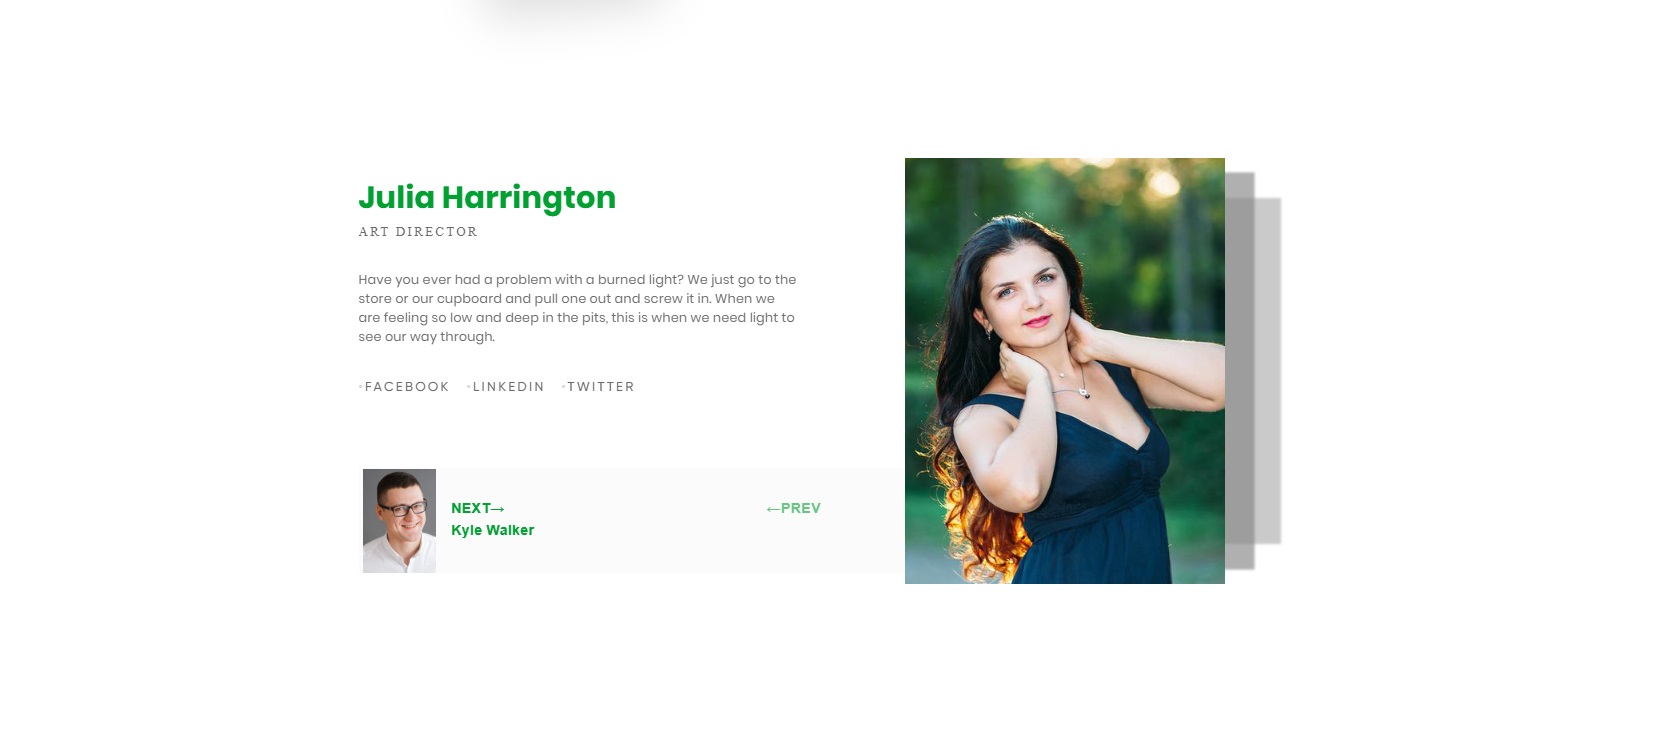 Julia Harrington
ART DIRECTOR
Have you ever had a problem with a burned light? We just go to the
store or our cupboard and pull one out and screw it in. When we
are feeling so low and deep in the pits, this is when we need light to
see our way through.
FACEBOOK LINKEDIN TWITTER
NEXT→ ←PREV
Kyle Walker